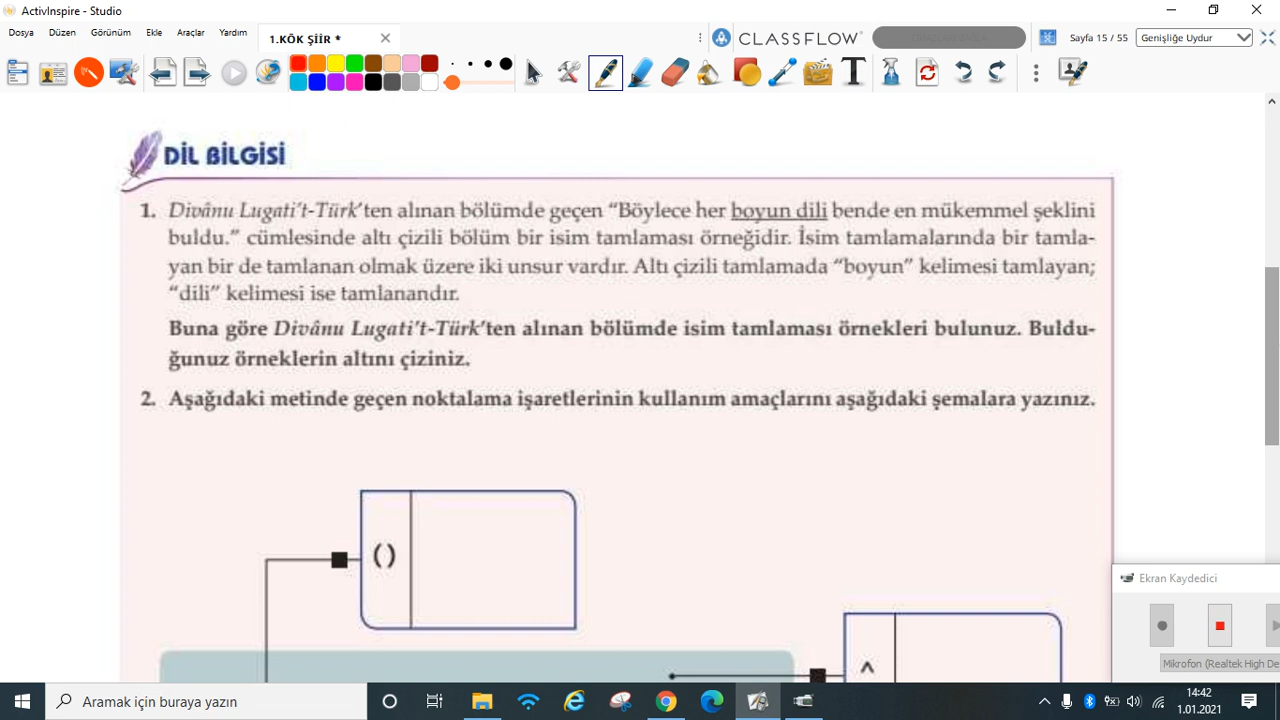 ActivInspire - Studio
Dosya Düzen Görünüm Ekle Araçlar Yardım
1.KÖK ŞİİR *
CLASSFLOW
Sayfa 15 / 55
Genişliğe Uydur
T
DİL BİLGİSİ
1. Divânu Lugati't-Türk'ten alınan bölümde geçen “Böylece her boyun dili bende en mükemmel şeklini
buldu.” cümlesinde altı çizili bölüm bir isim tamlaması örneğidir. İsim tamlamalarında bir tamla-
yan bir de tamlanan olmak üzere iki unsur vardır. Altı çizili tamlamada “boyun” kelimesi tamlayan;
“dili” kelimesi ise tamlanandır.
Buna göre Divânu Lugati't-Türk'ten alınan bölümde isim tamlaması örnekleri bulunuz. Buldu-
ğunuz örneklerin altını çiziniz.
2. Aşağıdaki metinde geçen noktalama işaretlerinin kullanım amaçlarını aşağıdaki şemalara yazınız.
( )
^
Ekran Kaydedici
Mikrofon (Realtek High De
Aramak için buraya yazın
14:42
1.01.2021